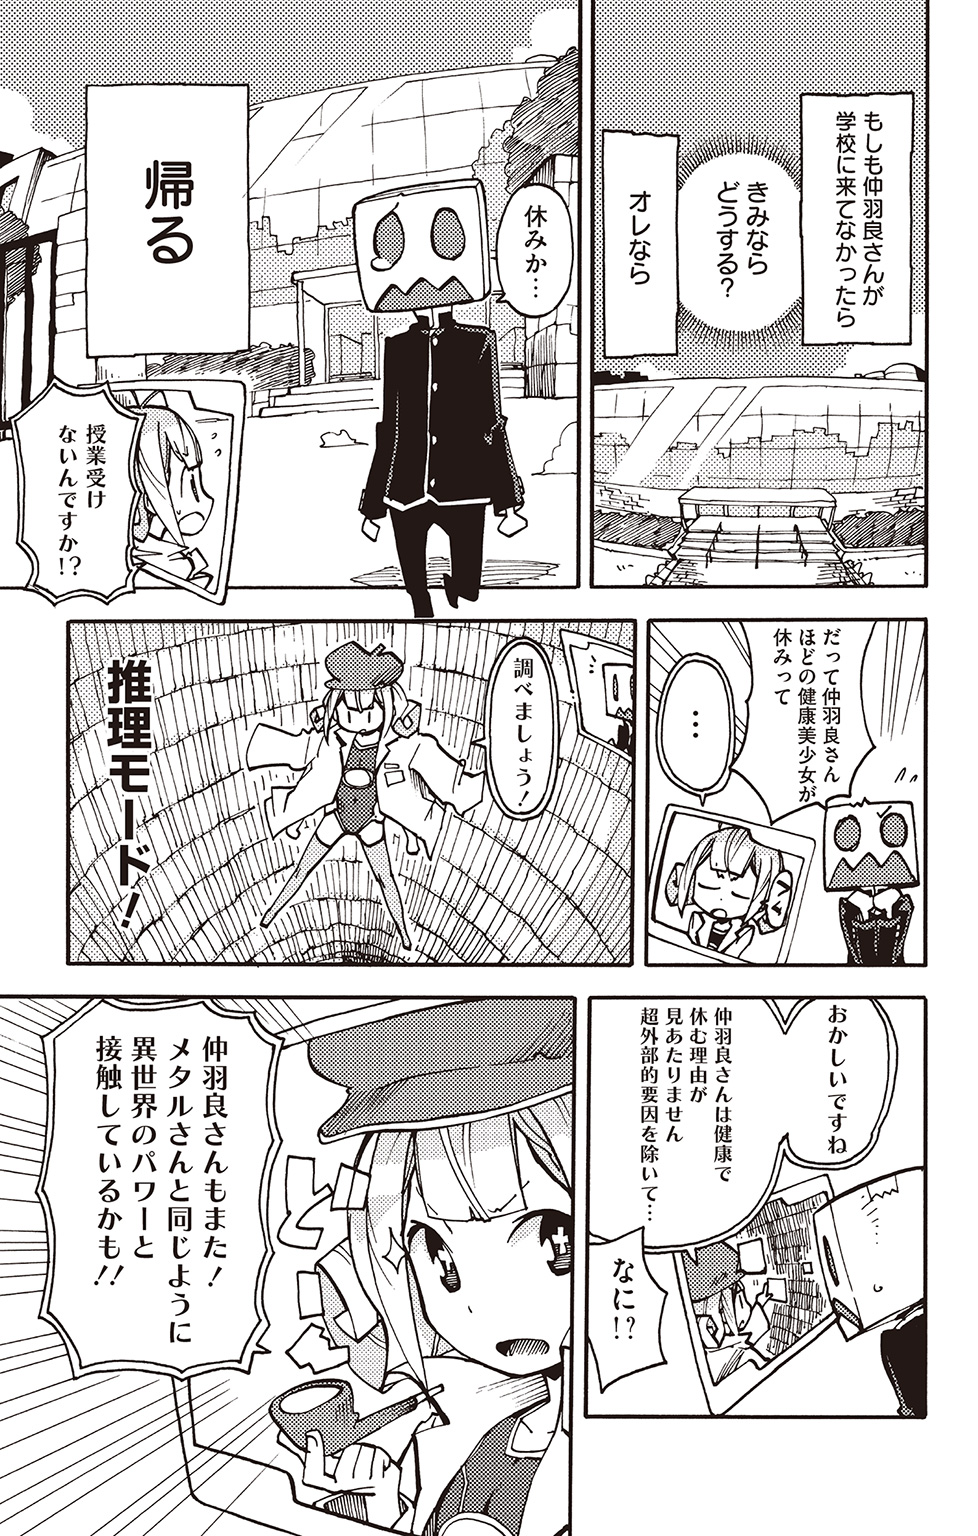 もしも仲羽良さんが
学校に来てなかったら
きみなら
どうする？
オレなら
休みか…
帰る
授業受け
ないんですか！？
だって仲羽良さん
ほどの健康美少女が
休みって
…
調べましょう！
推理モード！
おかしいですね
仲羽良さんは健康で
休む理由が
見あたりません
超外部的要因を除いて…
なに！？
仲羽良さんもまた！
メタルさんと同じように
異世界のパワーと
接触しているかも！！